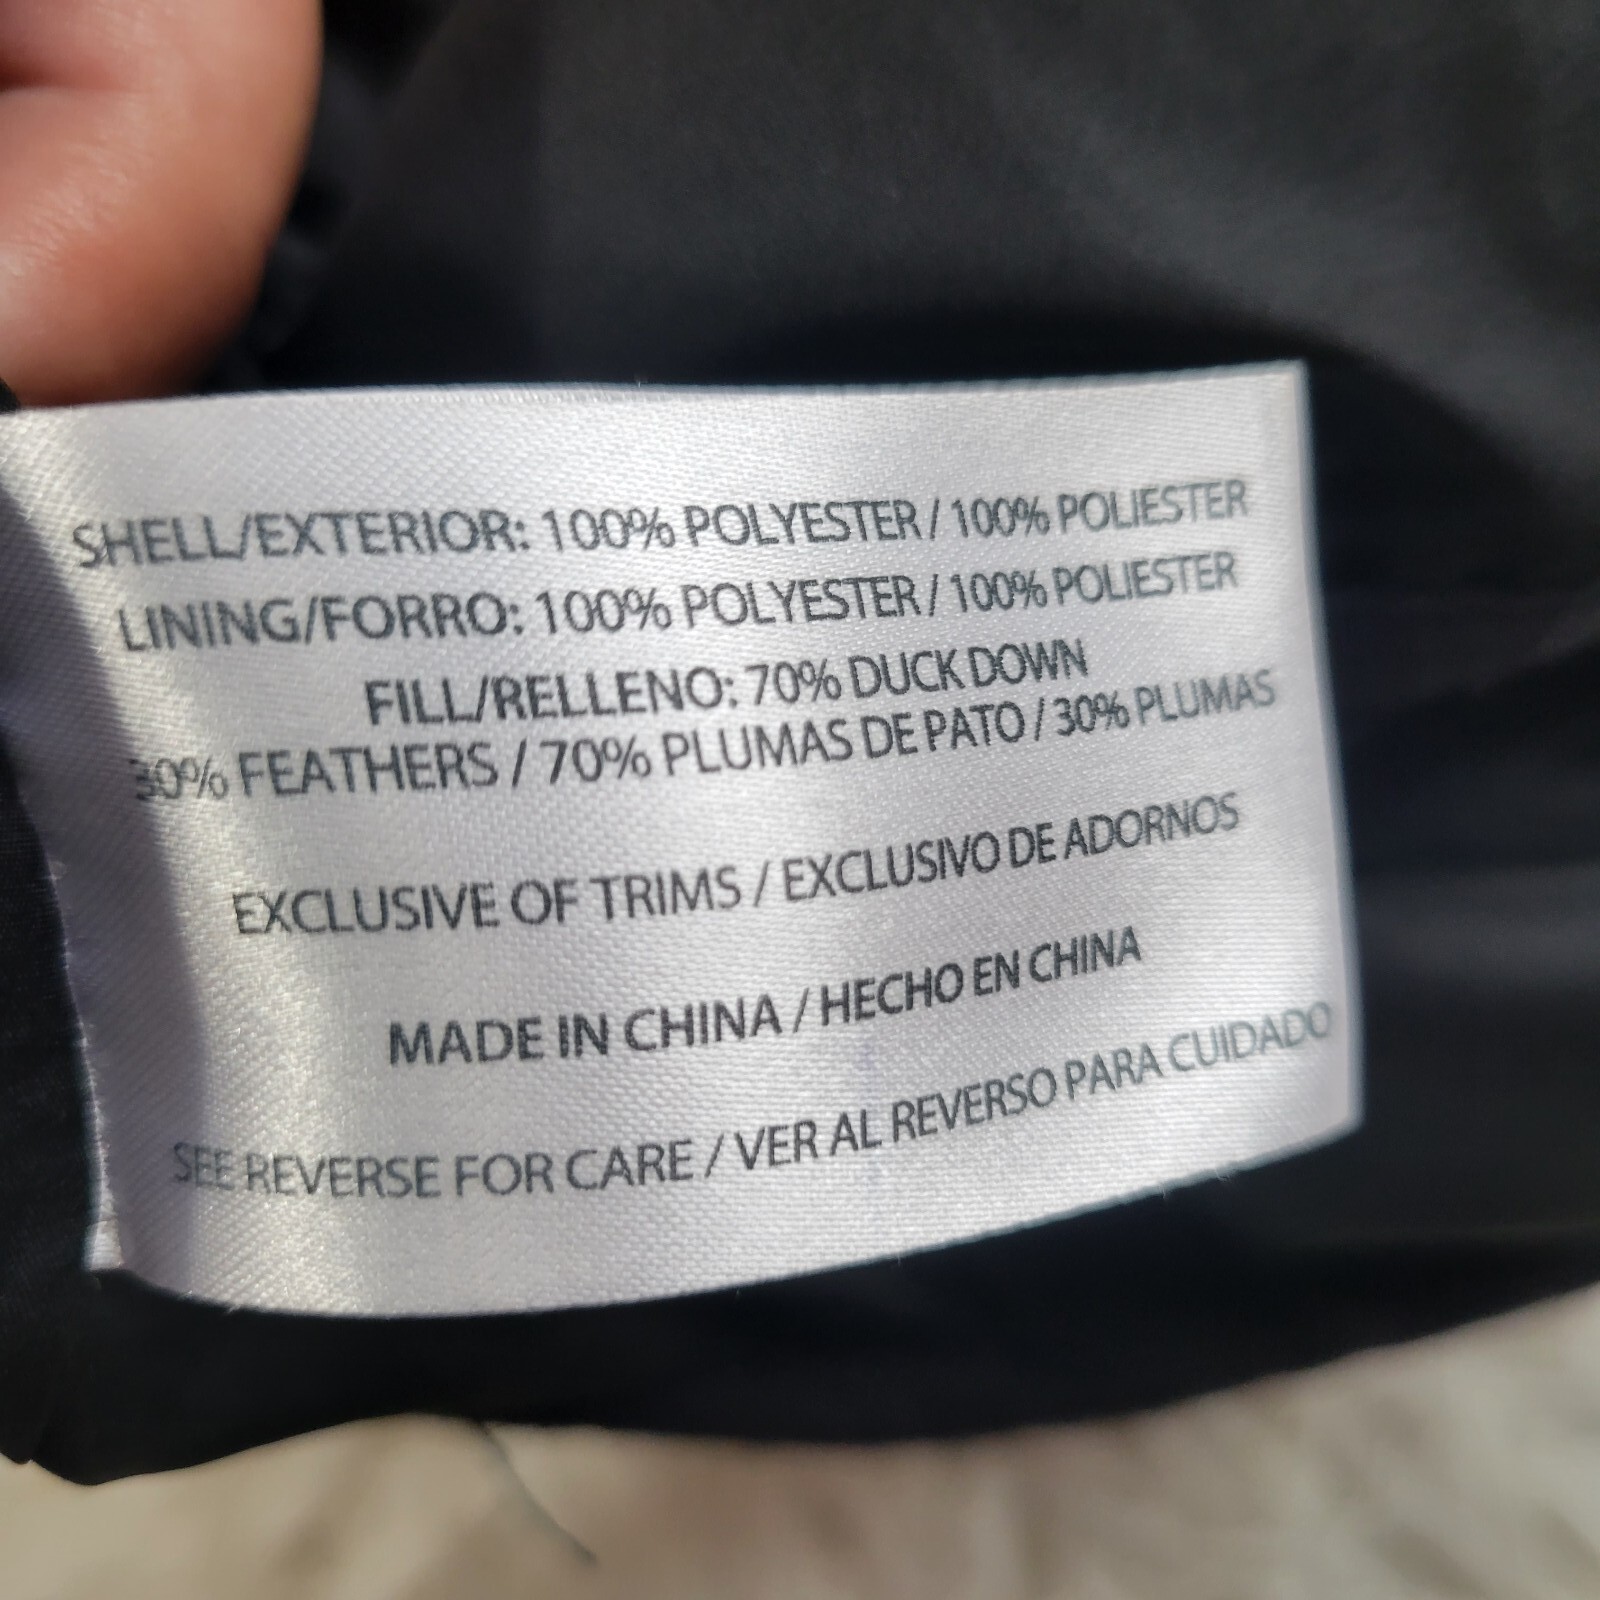 SHELL/EXTERIOR: 100% POLYESTER / 100% POLIESTER
LINING/FORRO: 100% POLYESTER / 100% POLIESTER
FILL/RELLENO: 70% DUCK DOWN
30% FEATHERS / 70% PLUMAS DE PATO / 30% PLUMAS
EXCLUSIVE OF TRIMS / EXCLUSIVO DE ADORNOS
MADE IN CHINA / HECHO EN CHINA
SEE REVERSE FOR CARE / VER AL REVERSO PARA CUIDADO